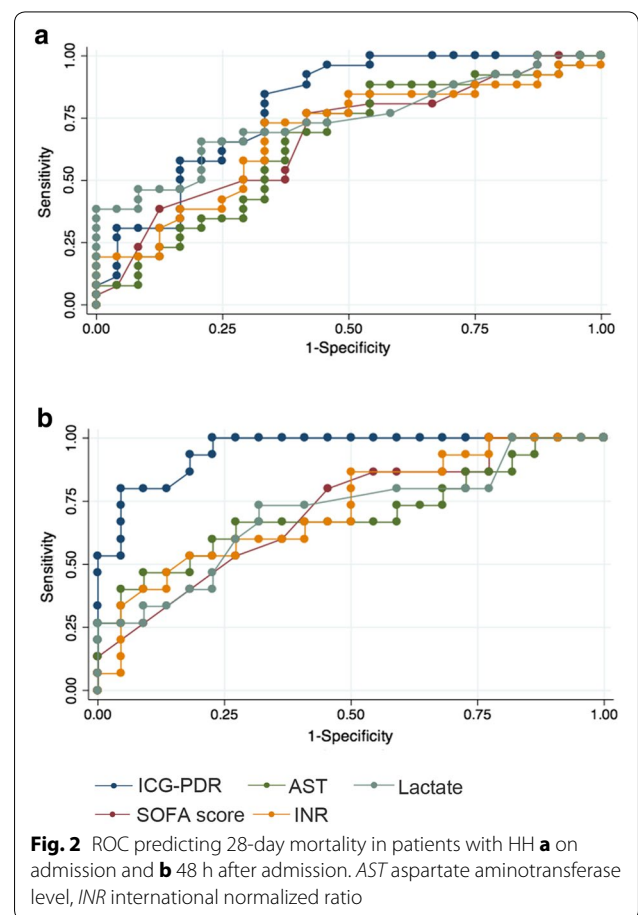 a
1.00
0.75
0.50
0.25
0.00
Sensitivity
0.00 0.25 0.50 0.75 1.00
1-Specificity
b
1.00
0.75
0.50
0.25
0.00
Sensitivity
0.00 0.25 0.50 0.75 1.00
1-Specificity
ICG-PDR AST Lactate
SOFA score INR
Fig. 2 ROC predicting 28-day mortality in patients with HH a on
admission and b 48 h after admission. AST aspartate aminotransferase
level, INR international normalized ratio